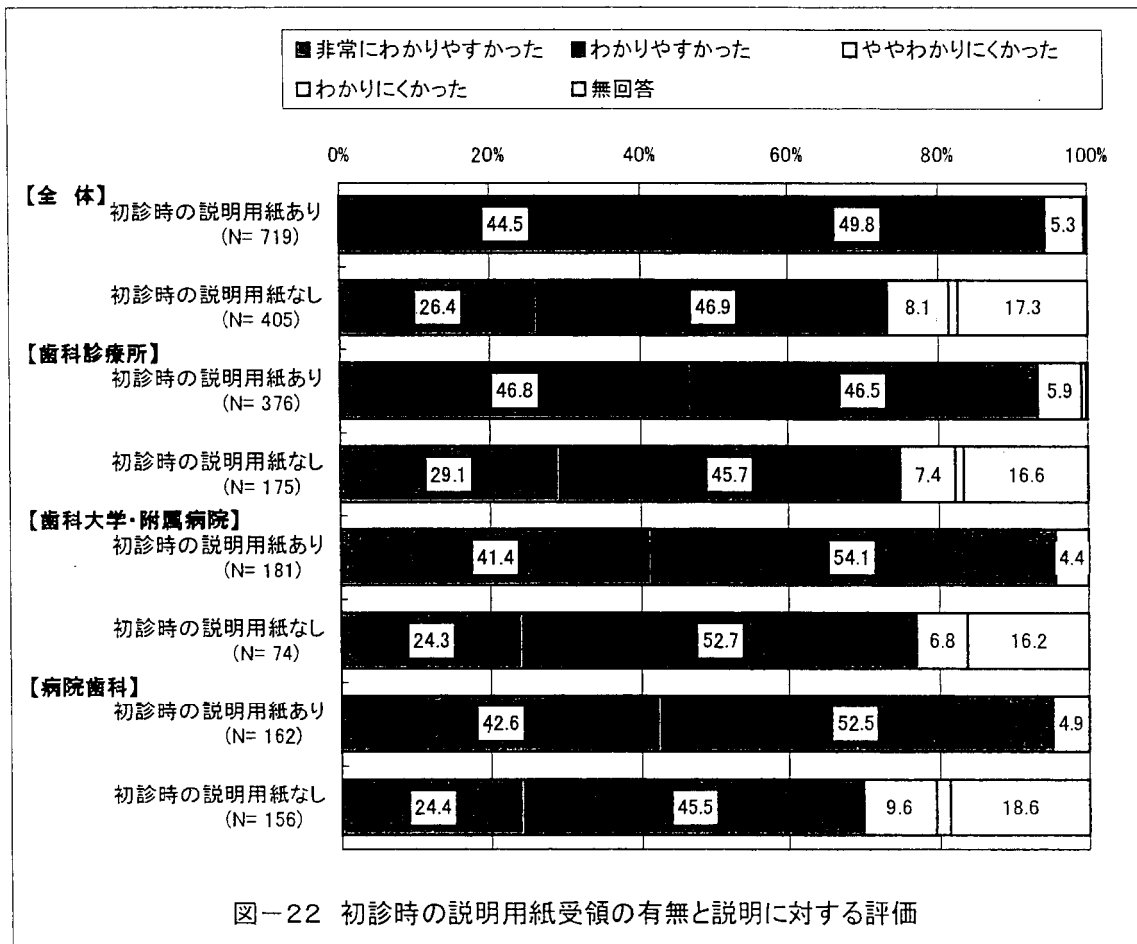 ■非常にわかりやすかった ■わかりやすかった □ややわかりにくかった
□わかりにくかった □無回答
0% 20% 40% 60% 80% 100%
【全 体】
初診時の説明用紙あり
(N= 719)
44.5 49.8 5.3
初診時の説明用紙なし
(N= 405)
26.4 46.9 8.1 17.3
【歯科診療所】
初診時の説明用紙あり
(N= 376)
46.8 46.5 5.9
初診時の説明用紙なし
(N= 175)
29.1 45.7 7.4 16.6
【歯科大学・附属病院】
初診時の説明用紙あり
(N= 181)
41.4 54.1 4.4
初診時の説明用紙なし
(N= 74)
24.3 52.7 6.8 16.2
【病院歯科】
初診時の説明用紙あり
(N= 162)
42.6 52.5 4.9
初診時の説明用紙なし
(N= 156)
24.4 45.5 9.6 18.6
図−22 初診時の説明用紙受領の有無と説明に対する評価